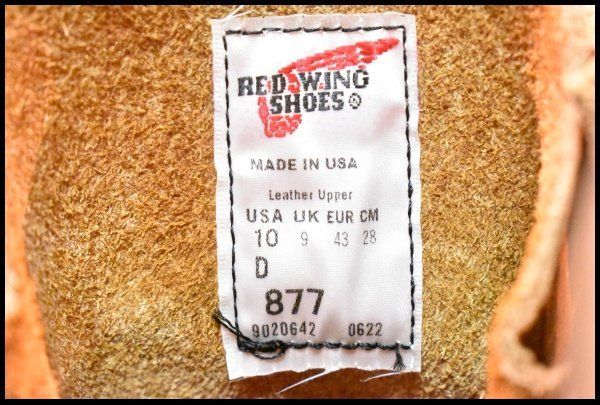 RED WING
SHOES®
MADE IN USA
Leather Upper
USA UK EUR CM
10 9 43 28
D
877
9020642 0622